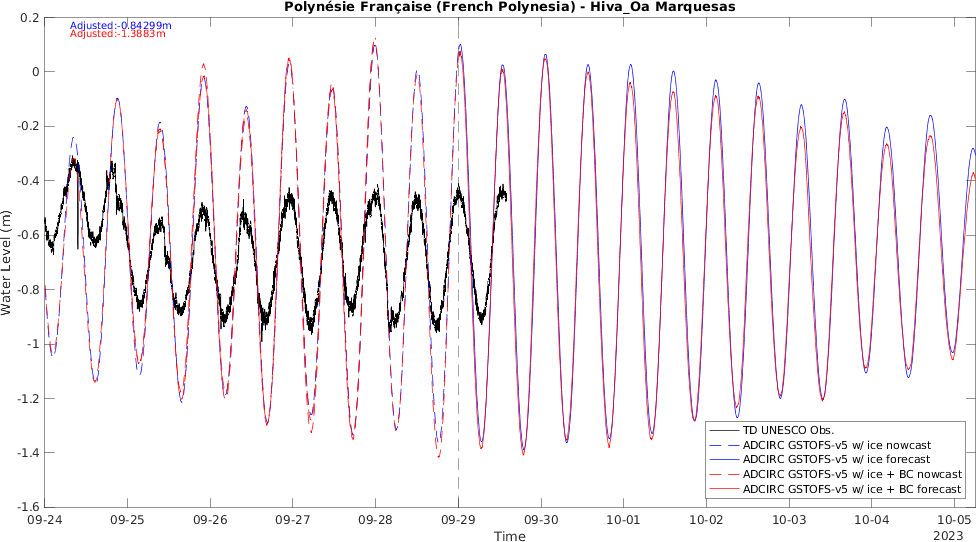 Polynésie Française (French Polynesia) - Hiva_Oa Marquesas
Adjusted:-0.84299m
Adjusted:-1.3883m
0.2
0
-0.2
-0.4
-0.6
-0.8
-1
-1.2
-1.4
-1.6
Water Level (m)
TD UNESCO Obs.
ADCIRC GSTOFS-v5 w/ ice nowcast
ADCIRC GSTOFS-v5 w/ ice forecast
ADCIRC GSTOFS-v5 w/ ice + BC nowcast
ADCIRC GSTOFS-v5 w/ ice + BC forecast
09-24 09-25 09-26 09-27 09-28 09-29 09-30 10-01 10-02 10-03 10-04 10-05
Time
2023